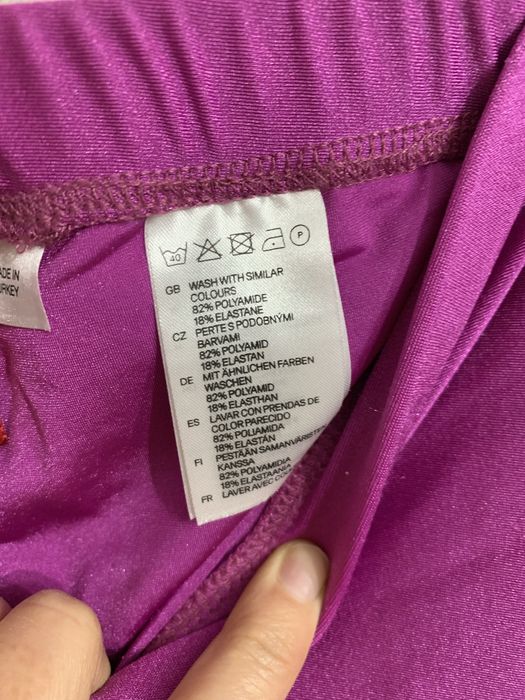 MADE IN
TURKEY
40
P
GB WASH WITH SIMILAR
COLOURS
82% POLYAMIDE
18% ELASTANE
CZ PERTE S PODOBNÝMI
BARVAMI
82% POLYAMID
18% ELASTAN
DE MIT ÄHNLICHEN FARBEN
WASCHEN
82% POLYAMID
18% ELASTHAN
ES LAVAR CON PRENDAS DE
COLOR PARECIDO
82% POLIAMIDA
18% ELASTÁN
FI PESTÄÄN SAMANVÄRISTEN
KANSSA
82% POLYAMIDIA
18% ELASTAANIA
FR LAVER AVEC